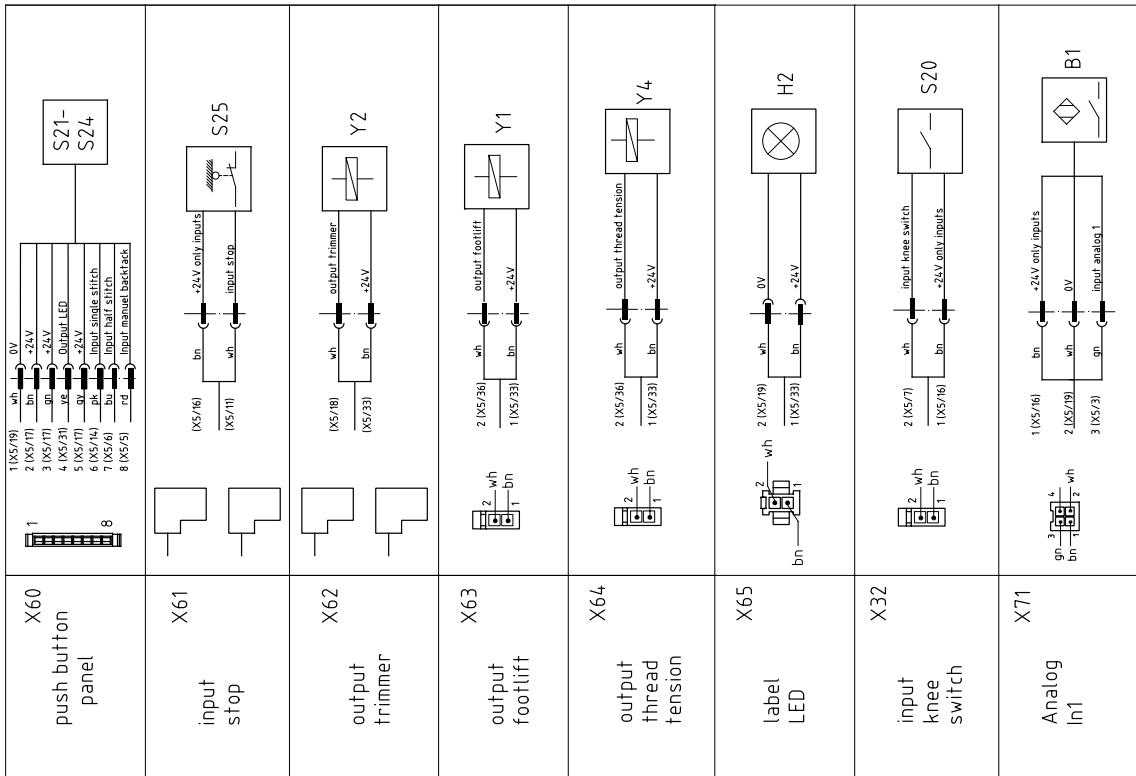 X60
push button
panel
1
8
1 (X5/19) wh 0V
2 (X5/17) bn +24V
3 (X5/17) gn +24V
4 (X5/31) ye Output LED
5 (X5/17) gy +24V
6 (X5/14) pk Input single stitch
7 (X5/6) bu Input half stitch
8 (X5/5) rd Input manuel backtack
S21-
S24
X61
input
stop
(X5/16) bn +24V only inputs
(X5/11) wh input stop
S25
X62
output
trimmer
(X5/18) wh output trimmer
(X5/33) bn +24V
Y2
X63
output
footlift
2 wh
1 bn
2 (X5/36) wh output footlift
1 (X5/33) bn +24V
Y1
X64
output
thread
tension
2 wh
1 bn
2 (X5/36) wh output thread tension
1 (X5/33) bn +24V
Y4
X65
label
LED
2 wh
1
bn
2 (X5/19) wh 0V
1 (X5/33) bn +24V
H2
X32
input
knee
switch
2 wh
1 bn
2 (X5/7) wh input knee switch
1 (X5/16) bn +24V only inputs
S20
X71
Analog
In1
3 4
gn
bn wh
1 2
1 (X5/16) bn +24V only inputs
2 (X5/19) wh 0V
3 (X5/3) gn input analog 1
B1